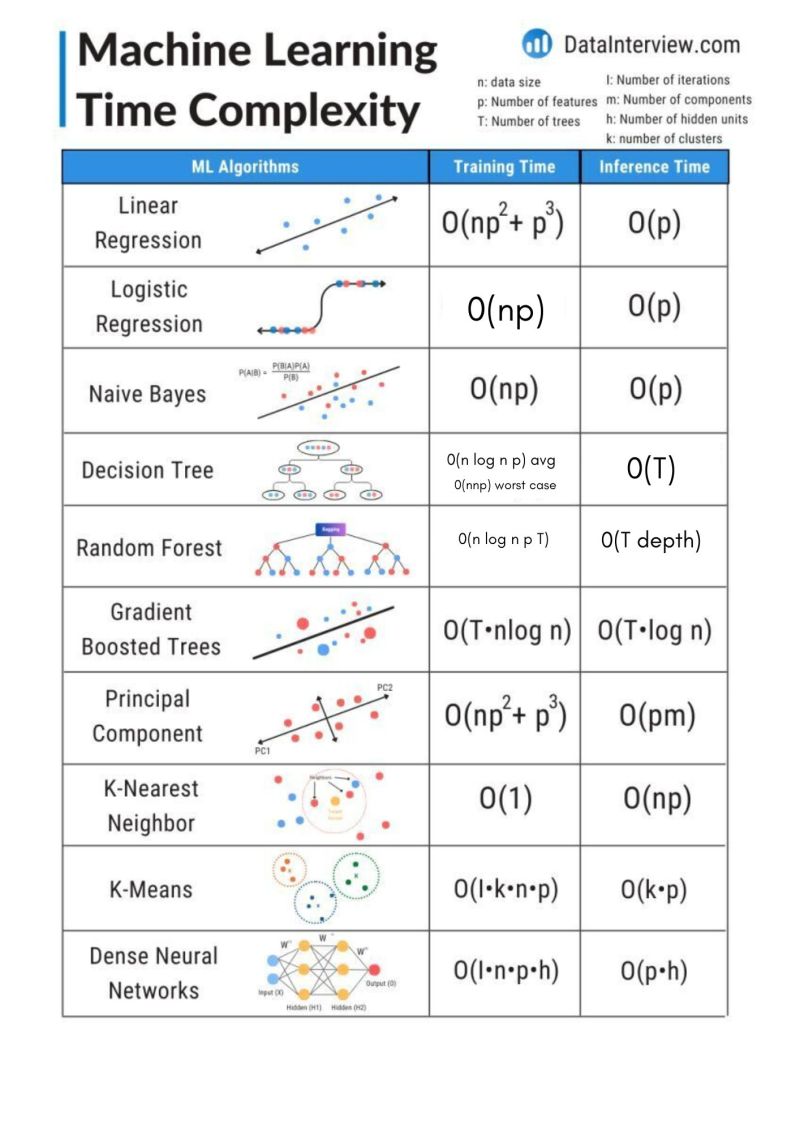 Machine Learning
Time Complexity
DataInterview.com
n: data size
p: Number of features
T: Number of trees
I: Number of iterations
m: Number of components
h: Number of hidden units
k: number of clusters
ML Algorithms Training Time Inference Time
Linear
Regression
O(np²+ p³) O(p)
Logistic
Regression
O(np) O(p)
Naive Bayes
P(A|B) = P(B|A)P(A)
P(B)
O(np) O(p)
Decision Tree
O(n log n p) avg
O(nnp) worst case
O(T)
Random Forest
Bagging
O(n log n p T) O(T depth)
Gradient
Boosted Trees
O(T•nlog n) O(T•log n)
Principal
Component
PC2
PC1
O(np²+ p³) O(pm)
K-Nearest
Neighbor
Neighbors
O(1) O(np)
K-Means
O(I•k•n•p) O(k•p)
Dense Neural
Networks
W W W
Input (X)
Output (O)
Hidden (H1) Hidden (H2)
O(I•n•p•h) O(p•h)